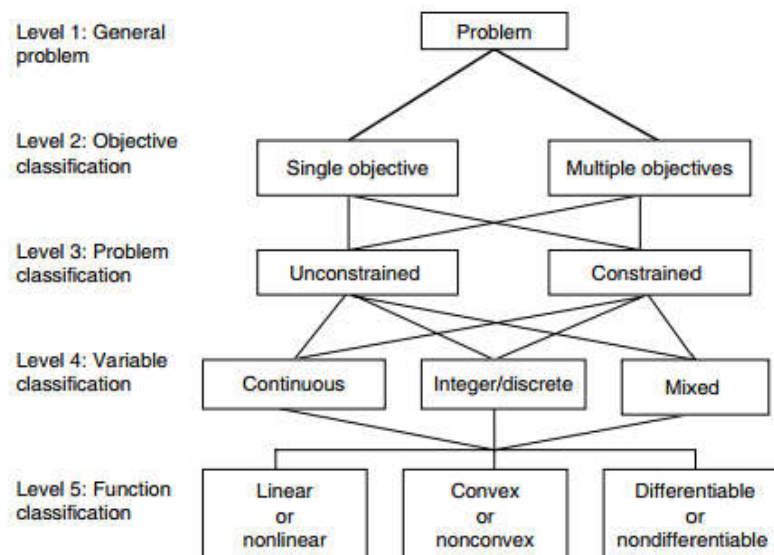 Level 1: General
problem
Problem
Level 2: Objective
classification
Single objective
Multiple objectives
Level 3: Problem
classification
Unconstrained
Constrained
Level 4: Variable
classification
Continuous
Integer/discrete
Mixed
Level 5: Function
classification
Linear
or
nonlinear
Convex
or
nonconvex
Differentiable
or
nondifferentiable